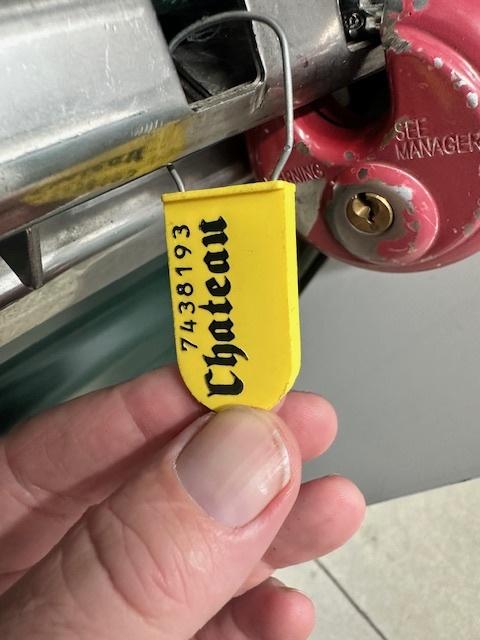 7438193
Chateau
SEE
MANAGER